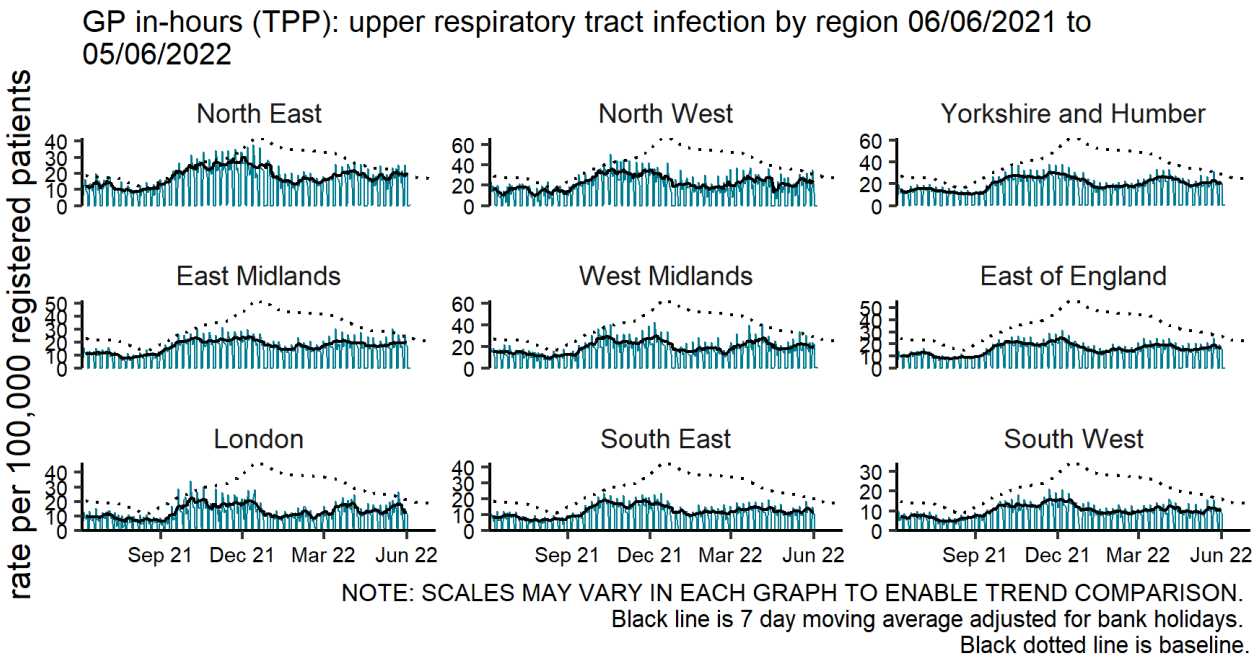 GP in-hours (TPP): upper respiratory tract infection by region 06/06/2021 to
05/06/2022
rate per 100,000 registered patients
North East
North West
Yorkshire and Humber
40
30
20
10
0
60
40
20
0
60
40
20
0
East Midlands
West Midlands
East of England
50
40
30
20
10
0
60
40
20
0
50
40
30
20
10
0
London
South East
South West
40
30
20
10
0
40
30
20
10
0
30
20
10
0
Sep 21 Dec 21 Mar 22 Jun 22
Sep 21 Dec 21 Mar 22 Jun 22
Sep 21 Dec 21 Mar 22 Jun 22
NOTE: SCALES MAY VARY IN EACH GRAPH TO ENABLE TREND COMPARISON.
Black line is 7 day moving average adjusted for bank holidays.
Black dotted line is baseline.